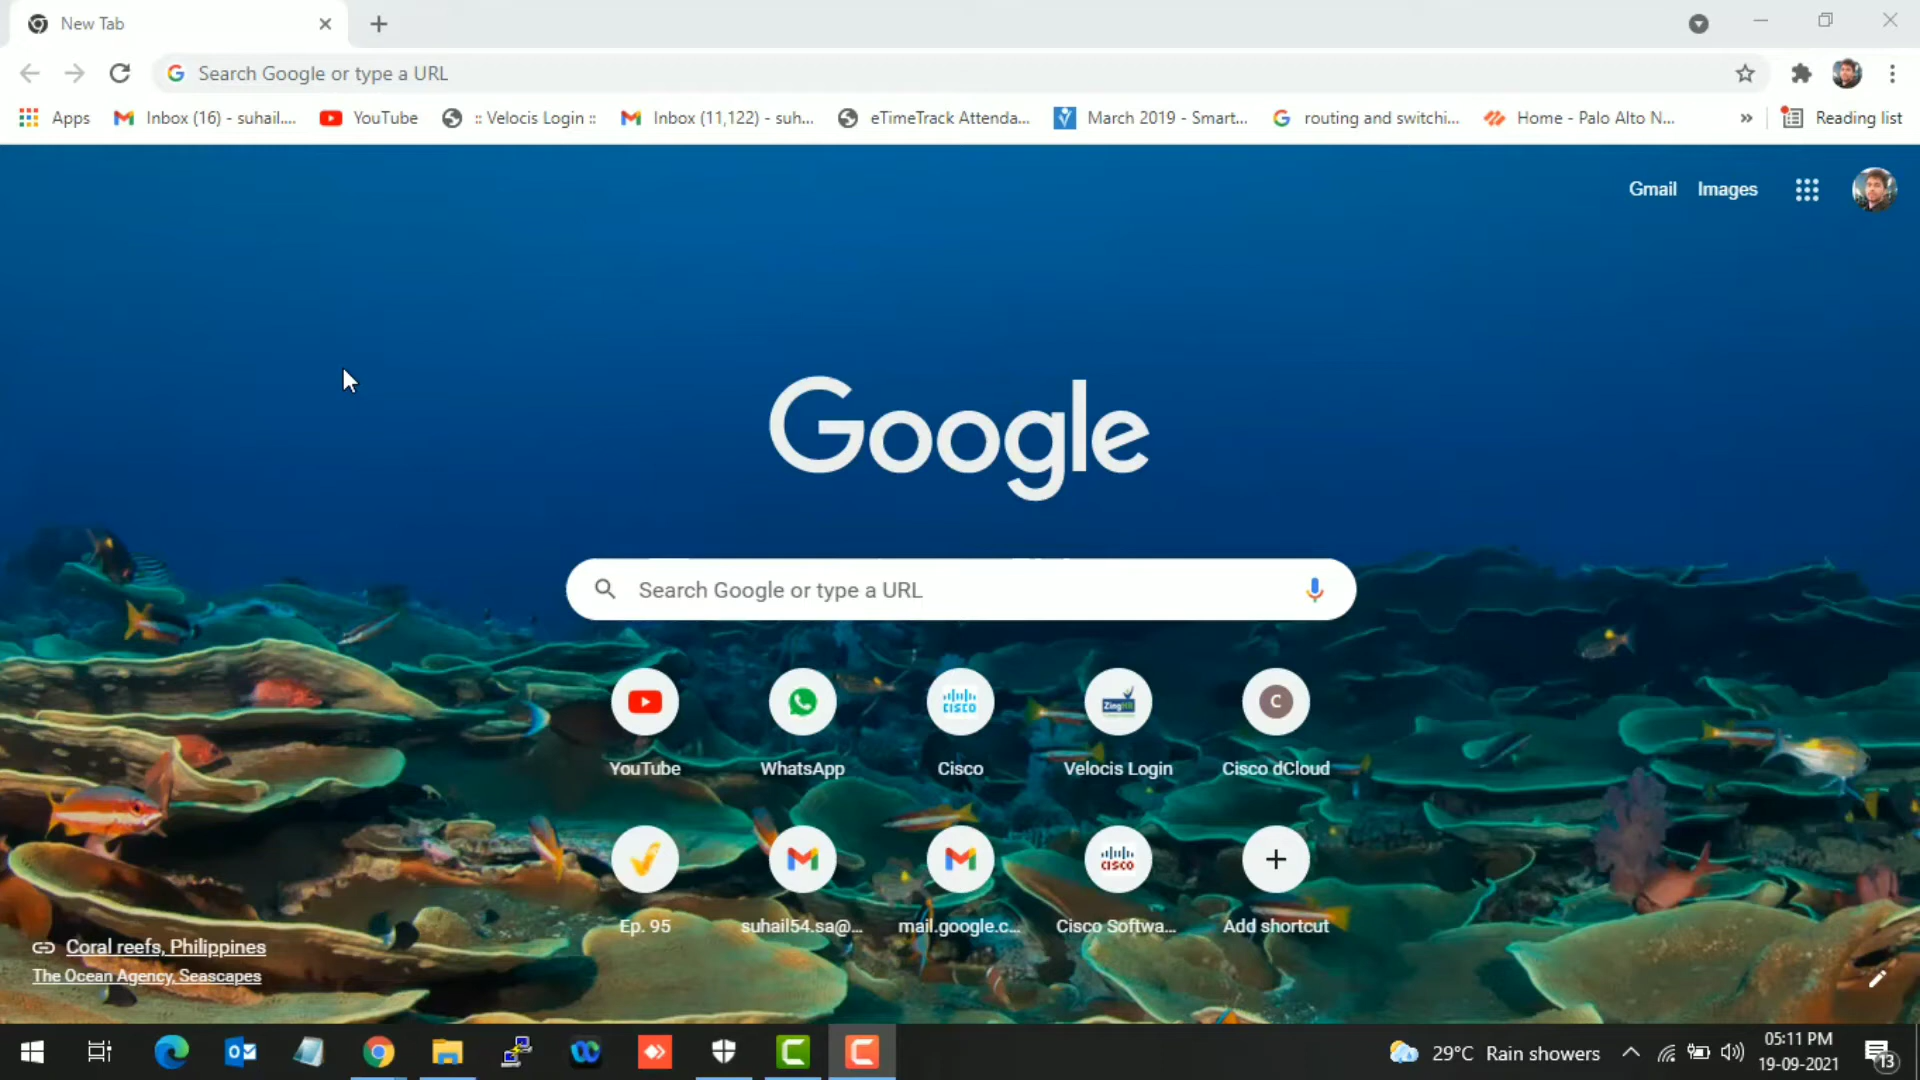 New Tab
Search Google or type a URL
Apps
Inbox (16) - suhail....
YouTube
:: Velocis Login ::
Inbox (11,122) - suh...
eTimeTrack Attenda...
March 2019 - Smart...
routing and switchi...
Home - Palo Alto N...
»
Reading list
Gmail
Images
Google
Search Google or type a URL
CISCO
ZingHR
C
YouTube
WhatsApp
Cisco
Velocis Login
Cisco dCloud
CISCO
Ep. 95
suhail54.sa@...
mail.google.c...
Cisco Softwa...
Add shortcut
Coral reefs, Philippines
The Ocean Agency, Seascapes
29°C Rain showers
05:11 PM
19-09-2021
13